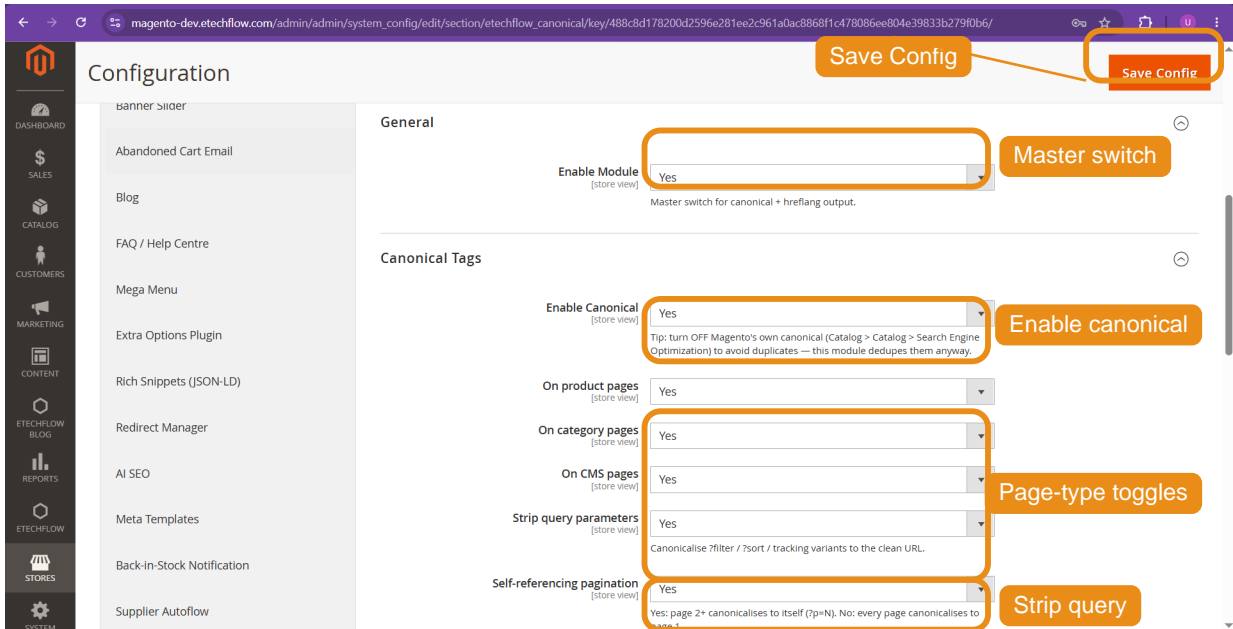 magento-dev.etechflow.com/admin/admin/system_config/edit/section/etechflow_canonical/key/488c8d178200d2596e281ee2c961a0ac8868f1c478086ee804e39833b279f0b6/
U
Configuration
Save Config
Save Config
DASHBOARD
SALES
CATALOG
CUSTOMERS
MARKETING
CONTENT
ETECHFLOW
BLOG
REPORTS
ETECHFLOW
STORES
SYSTEM
Banner Slider
Abandoned Cart Email
Blog
FAQ / Help Centre
Mega Menu
Extra Options Plugin
Rich Snippets (JSON-LD)
Redirect Manager
AI SEO
Meta Templates
Back-in-Stock Notification
Supplier Autoflow
General
Enable Module
[store view]
Yes
Master switch
Master switch for canonical + hreflang output.
Canonical Tags
Enable Canonical
[store view]
Yes
Enable canonical
Tip: turn OFF Magento's own canonical (Catalog > Catalog > Search Engine
Optimization) to avoid duplicates — this module dedupes them anyway.
On product pages
[store view]
Yes
On category pages
[store view]
Yes
On CMS pages
[store view]
Yes
Page-type toggles
Strip query parameters
[store view]
Yes
Canonicalise ?filter / ?sort / tracking variants to the clean URL.
Self-referencing pagination
[store view]
Yes
Strip query
Yes: page 2+ canonicalises to itself (?p=N). No: every page canonicalises to
page 1.